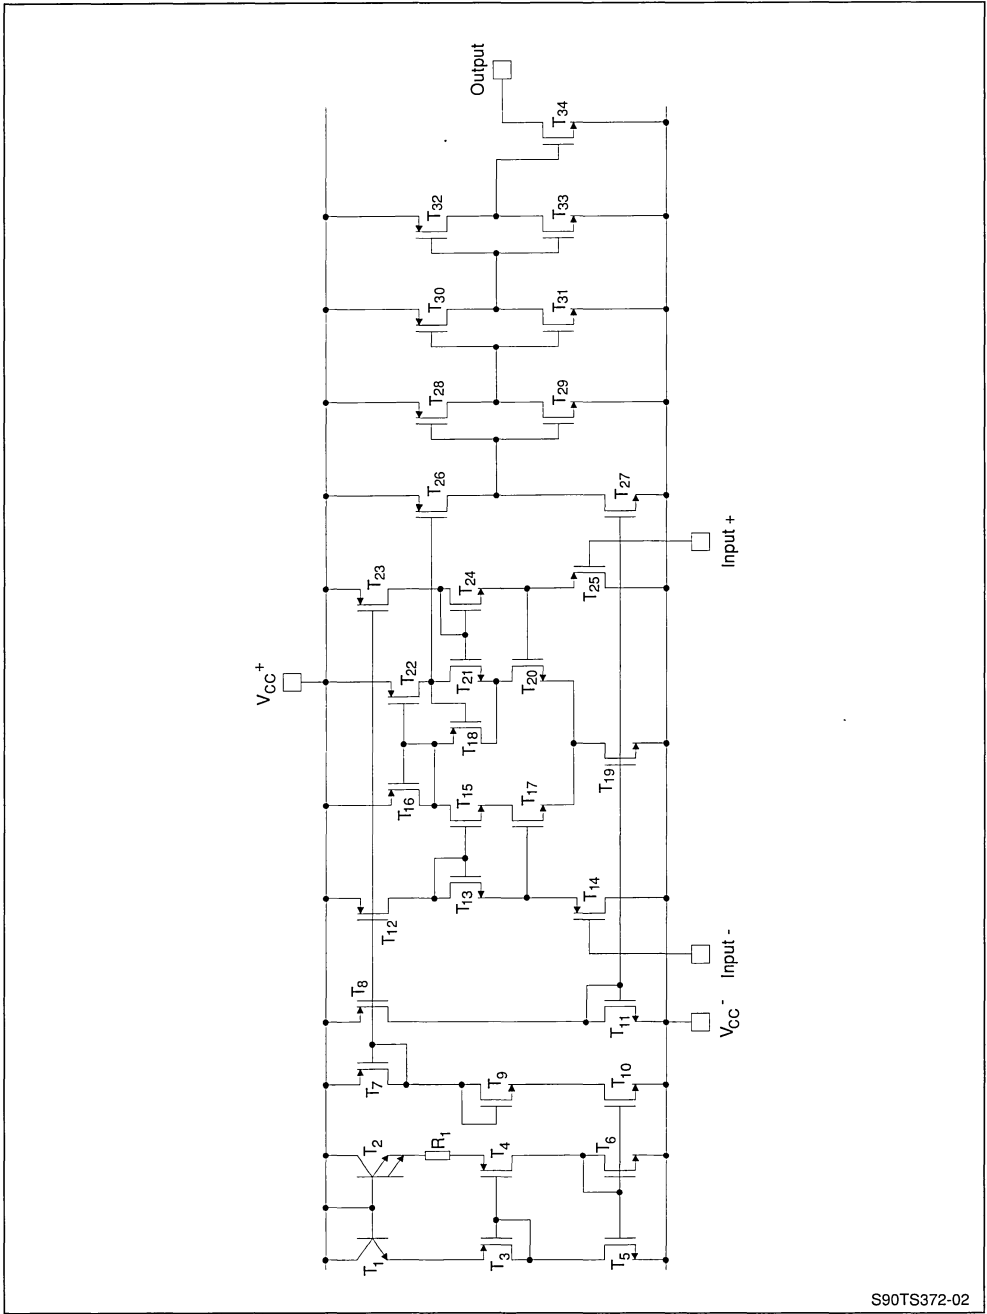 Output
T34
T32
T33
T30
T31
T28
T29
T26
T27
Input +
T23
T24
T25
VCC+
T22
T21
T20
T18
T19
T16
T15
T17
T13
T14
T12
Input -
T8
T11
VCC-
T7
T9
T10
T2
R1
T4
T6
T1
T3
T5
S90TS372-02